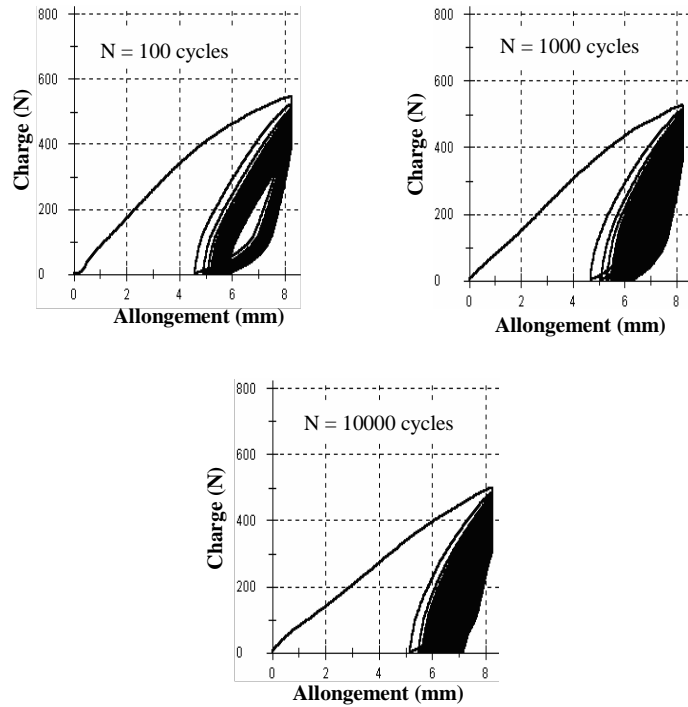 N = 100 cycles
Charge (N)
800
600
400
200
0
0 2 4 6 8
Allongement (mm)
N = 1000 cycles
Charge (N)
800
600
400
200
0
0 2 4 6 8
Allongement (mm)
N = 10000 cycles
Charge (N)
800
600
400
200
0
0 2 4 6 8
Allongement (mm)